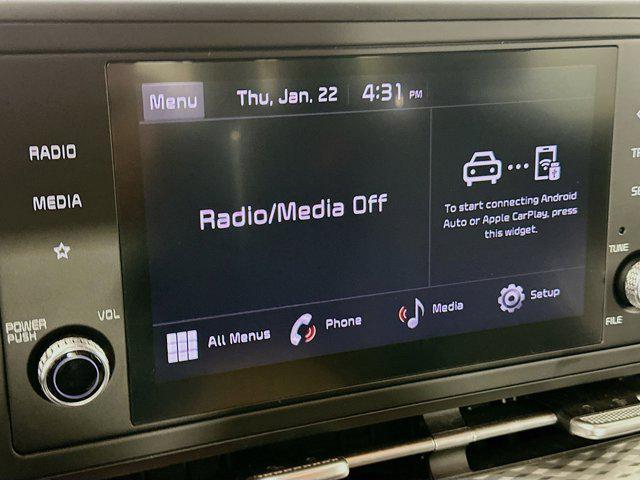 Menu
Thu, Jan. 22
4:31 PM
RADIO
MEDIA
Radio/Media Off
To start connecting Android
Auto or Apple CarPlay, press
this widget.
VOL
POWER
PUSH
All Menus
Phone
Media
Setup
TUNE
FILE